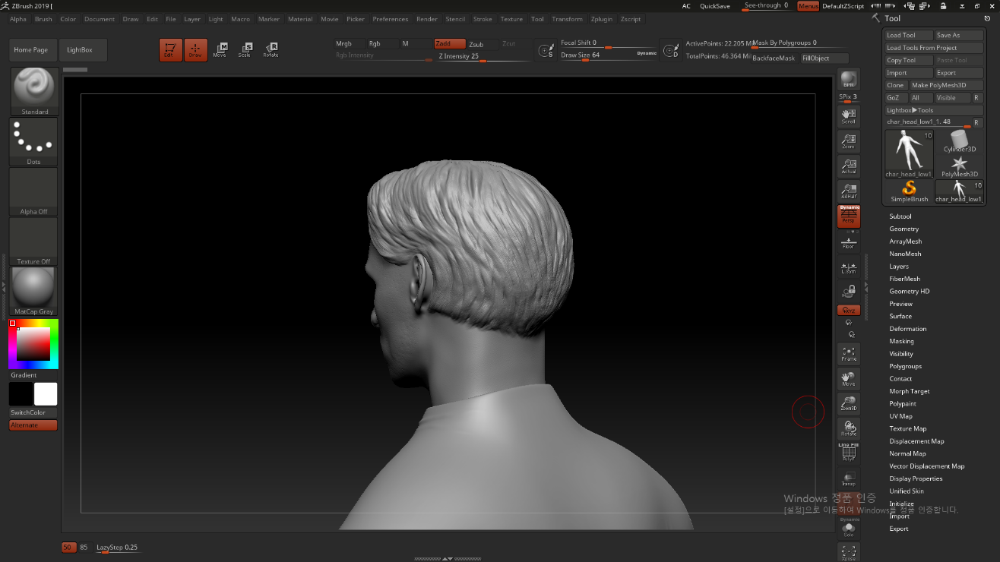 ZBrush 2019 [
AC QuickSave See-through 0 Menus DefaultZScript
Alpha Brush Color Document Draw Edit File Layer Light Macro Marker Material Movie Picker Preferences Render Stencil Stroke Texture Tool Transform Zplugin Zscript
Tool
Home Page LightBox
Edit Draw Move Scale Rotate
Mrgb Rgb M Zadd Zsub Zcut
Rgb Intensity Z Intensity 25
Focal Shift 0
Draw Size 64 Dynamic
ActivePoints: 22.205 Mi Mask By Polygroups 0
TotalPoints: 46.364 Mil BackfaceMask FillObject
Standard
Dots
Alpha Off
Texture Off
MatCap Gray
Gradient
SwitchColor
Alternate
BPR
SPix 3
Scroll
Zoom
Actual
AAHalf
Dynamic
Persp
Floor
L.Sym
XYZ
Frame
Move
Zoom3D
Rotate
Line Fill
PolyF
Transp
Dynamic
Solo
Xpose
Load Tool Save As
Load Tools From Project
Copy Tool Paste Tool
Import Export
Clone Make PolyMesh3D
GoZ All Visible R
Lightbox▶Tools
char_head_low1_1. 48 R
10
Cylinder3D
char_head_low1_ PolyMesh3D
10
SimpleBrush char_head_low1_
Subtool
Geometry
ArrayMesh
NanoMesh
Layers
FiberMesh
Geometry HD
Preview
Surface
Deformation
Masking
Visibility
Polygroups
Contact
Morph Target
Polypaint
UV Map
Texture Map
Displacement Map
Normal Map
Vector Displacement Map
Display Properties
Unified Skin
Initialize
Import
Export
Windows 정품 인증
[설정]으로 이동하여 Windows를 정품 인증합니다.
50 85 LazyStep 0.25